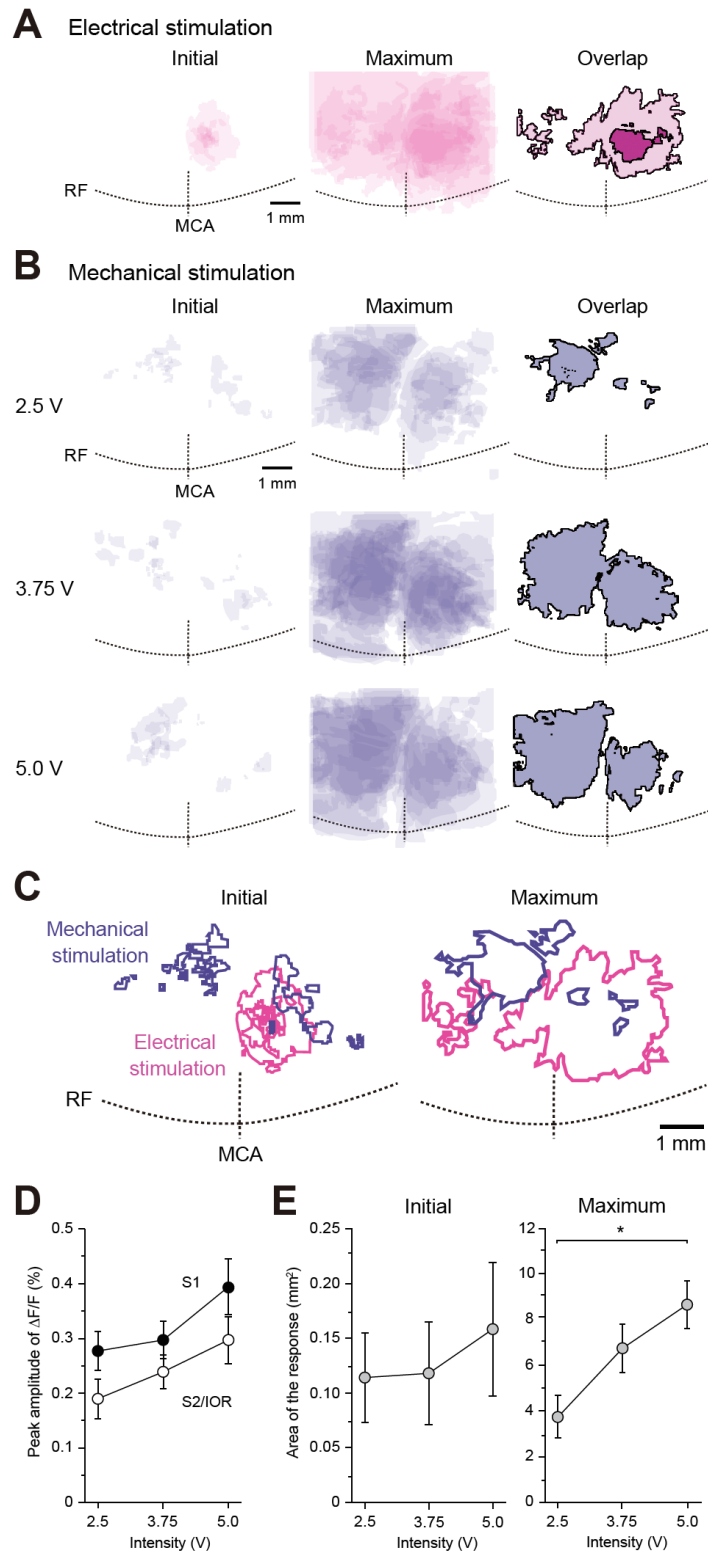 A
Electrical stimulation
Initial
Maximum
Overlap
RF
MCA
1 mm
B
Mechanical stimulation
Initial
Maximum
Overlap
2.5 V
RF
MCA
1 mm
3.75 V
5.0 V
C
Initial
Maximum
Mechanical
stimulation
Electrical
stimulation
RF
MCA
1 mm
D
Peak amplitude of ΔF/F (%)
0.5
0.4
0.3
0.2
0.1
0
S1
S2/IOR
2.5
3.75
5.0
Intensity (V)
E
Initial
Area of the response (mm²)
0.25
0.20
0.15
0.10
0.05
0
2.5
3.75
5.0
Intensity (V)
Maximum
12
10
8
6
4
2
0
*
2.5
3.75
5.0
Intensity (V)